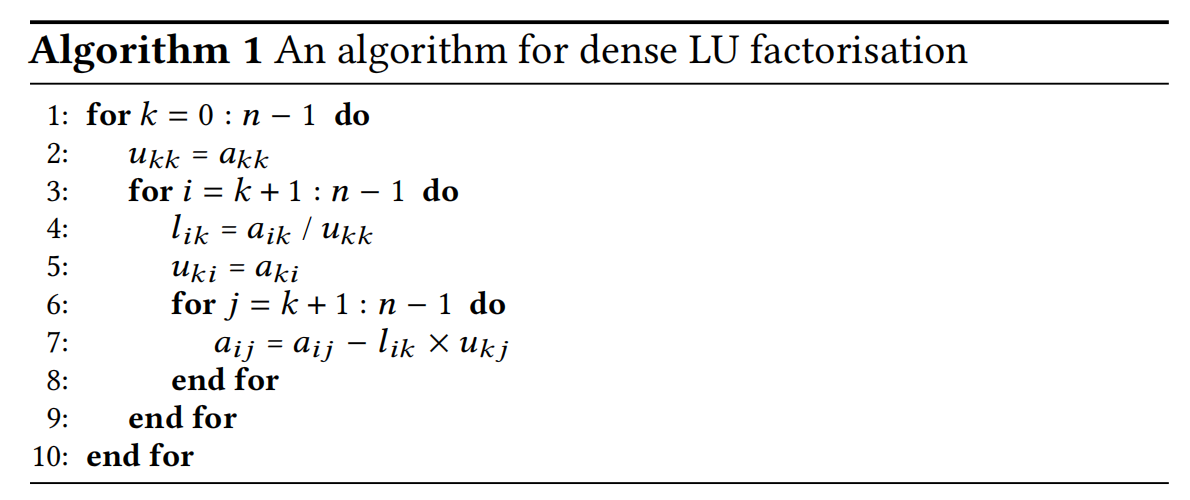 Algorithm 1 An algorithm for dense LU factorisation
1: for k = 0 : n − 1 do
2: u_{kk} = a_{kk}
3: for i = k + 1 : n − 1 do
4: l_{ik} = a_{ik} / u_{kk}
5: u_{ki} = a_{ki}
6: for j = k + 1 : n − 1 do
7: a_{ij} = a_{ij} − l_{ik} × u_{kj}
8: end for
9: end for
10: end for